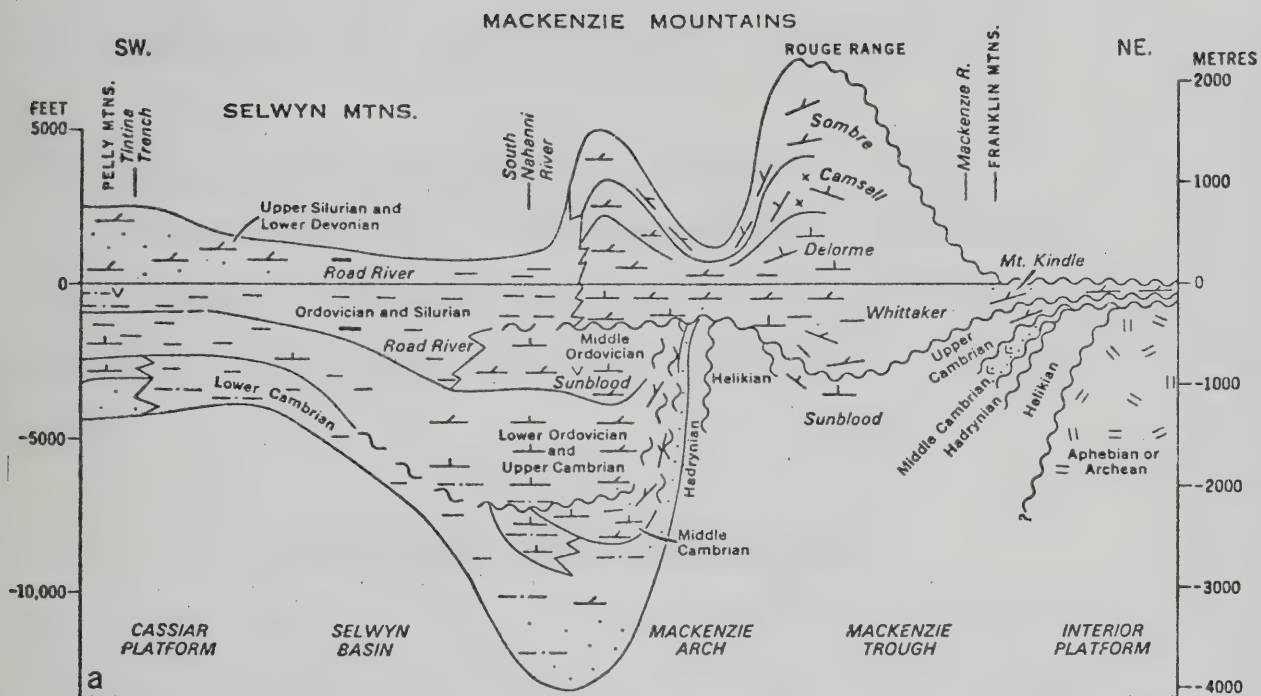 MACKENZIE MOUNTAINS
SW.
NE.
ROUGE RANGE
METRES
FEET
PELLY MTNS.
Tintina
Trench
SELWYN MTNS.
South
Nahanni
River
Mackenzie R.
FRANKLIN MTNS.
2000
5000
Sombre
1000
Camsell
Upper Silurian and
Lower Devonian
Delorme
Road River
Mt. Kindle
0
0
Ordovician and Silurian
Whittaker
Road River
Middle
Ordovician
Upper
Cambrian
Helikian
Sunblood
Sunblood
-1000
Lower Cambrian
Middle Cambrian
Hadrynian
Helikian
-5000
Lower Ordovician
and
Upper Cambrian
Hadrynian
Aphebian or
Archean
-2000
?
Middle
Cambrian
-10,000
-3000
CASSIAR
PLATFORM
SELWYN
BASIN
MACKENZIE
ARCH
MACKENZIE
TROUGH
INTERIOR
PLATFORM
a
-4000